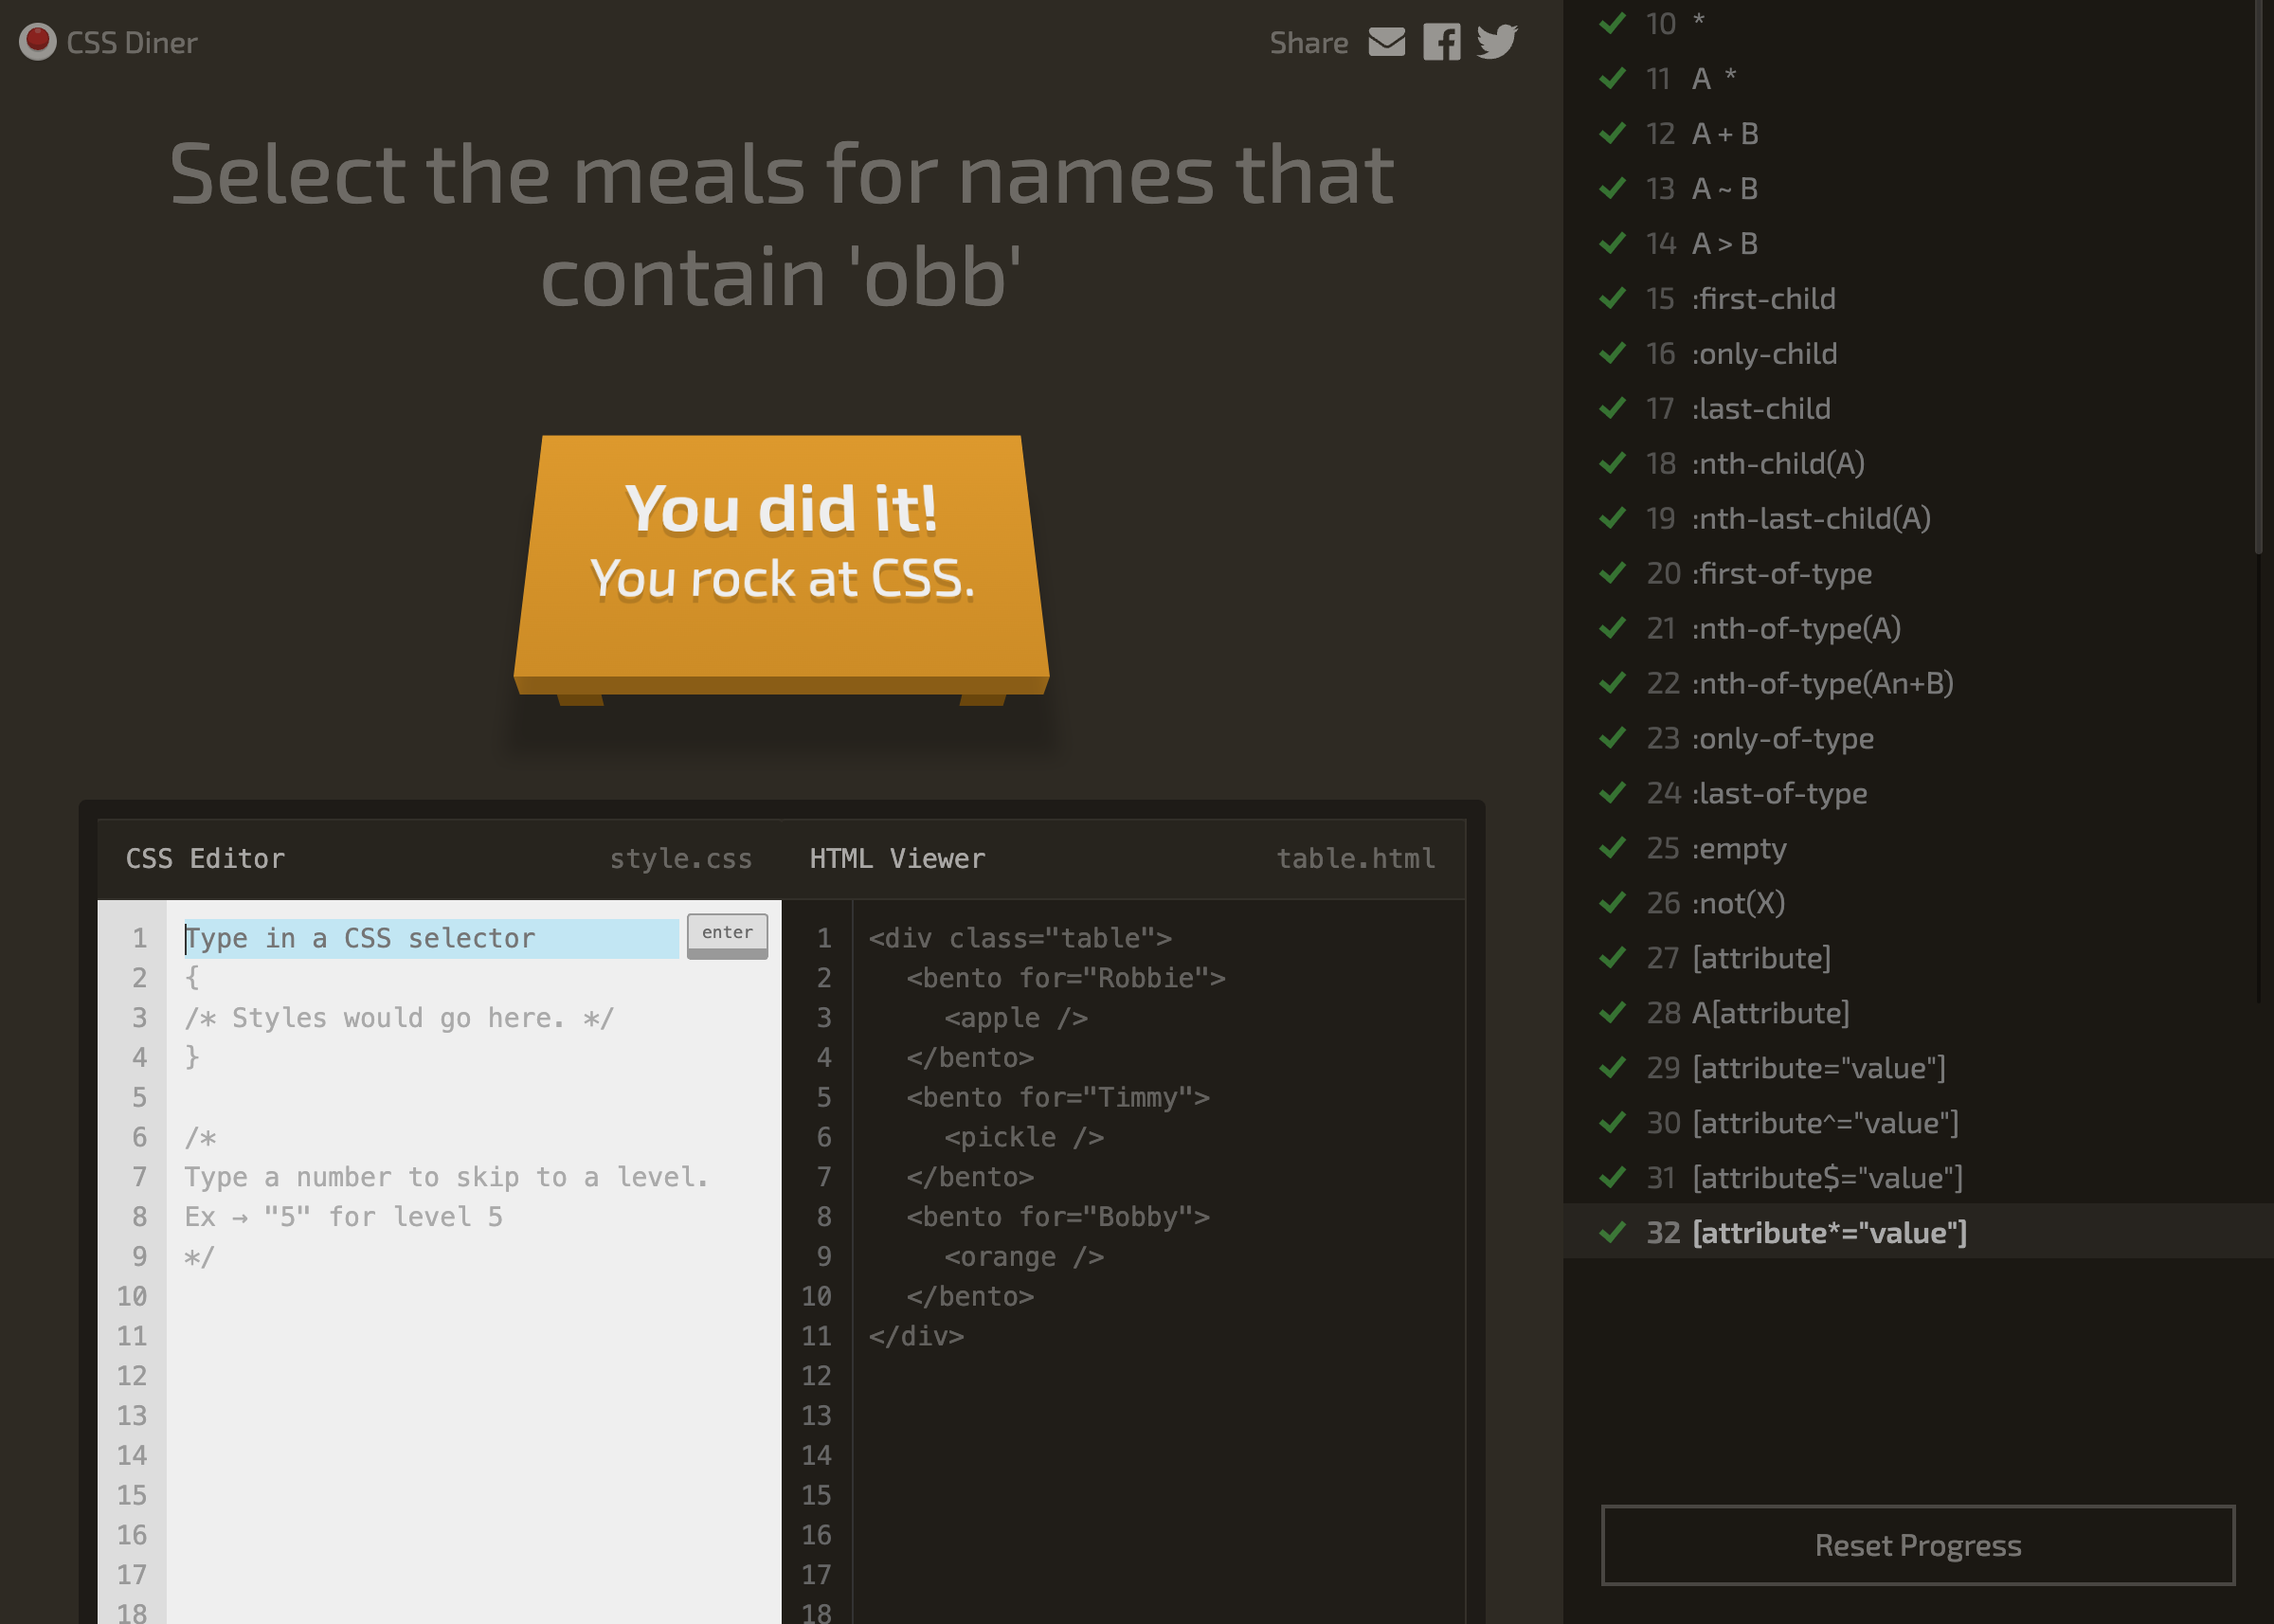 CSS Diner
Share
Select the meals for names that
contain 'obb'
You did it!
You rock at CSS.
CSS Editor
style.css
HTML Viewer
table.html
1 Type in a CSS selector
enter
2 {
3 /* Styles would go here. */
4 }
5
6 /*
7 Type a number to skip to a level.
8 Ex → "5" for level 5
9 */
10
11
12
13
14
15
16
17
18
1 <div class="table">
2 <bento for="Robbie">
3 <apple />
4 </bento>
5 <bento for="Timmy">
6 <pickle />
7 </bento>
8 <bento for="Bobby">
9 <orange />
10 </bento>
11 </div>
12
13
14
15
16
17
18
10 *
11 A *
12 A + B
13 A ~ B
14 A > B
15 :first-child
16 :only-child
17 :last-child
18 :nth-child(A)
19 :nth-last-child(A)
20 :first-of-type
21 :nth-of-type(A)
22 :nth-of-type(An+B)
23 :only-of-type
24 :last-of-type
25 :empty
26 :not(X)
27 [attribute]
28 A[attribute]
29 [attribute="value"]
30 [attribute^="value"]
31 [attribute$="value"]
32 [attribute*="value"]
Reset Progress